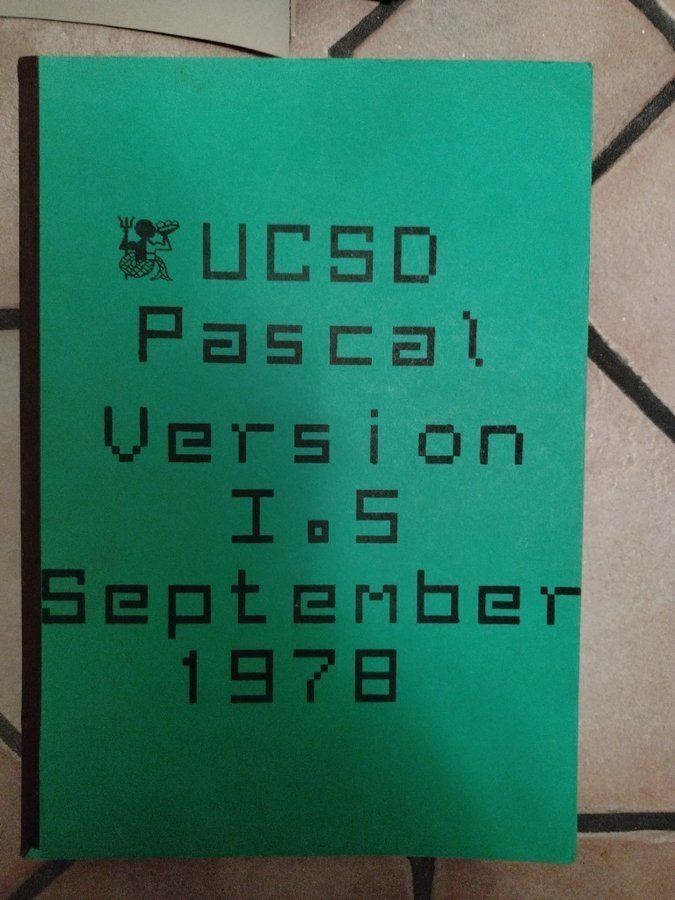 UCSD
Pascal
Version
I.5
September
1978